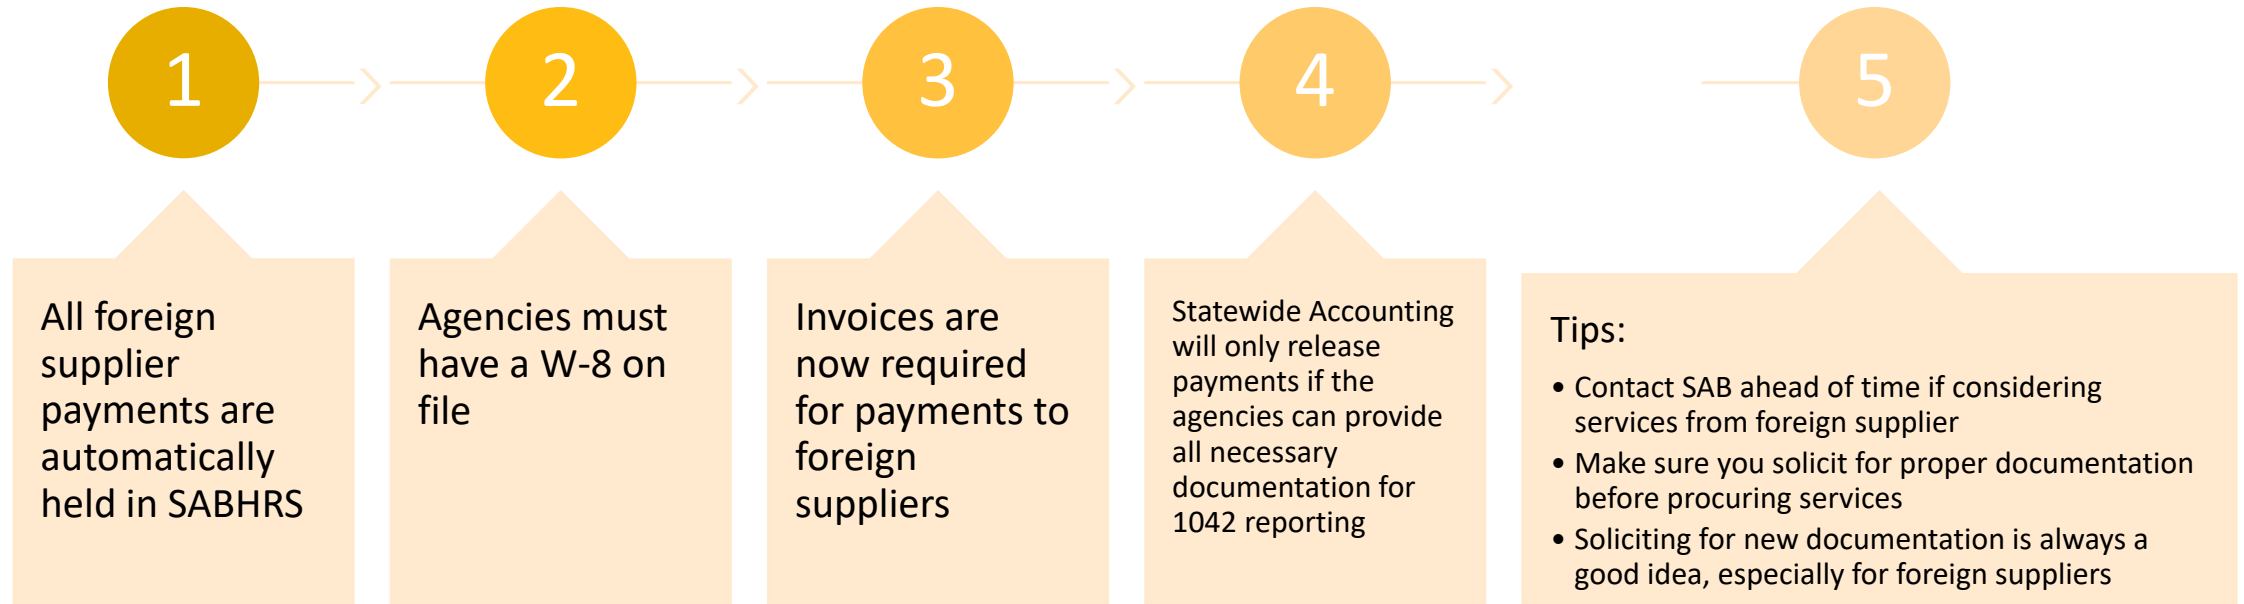 1
2
3
4
5
All foreign
supplier
payments are
automatically
held in SABHRS
Agencies must
have a W-8 on
file
Invoices are
now required
for payments to
foreign
suppliers
Statewide Accounting
will only release
payments if the
agencies can provide
all necessary
documentation for
1042 reporting
Tips:
• Contact SAB ahead of time if considering
services from foreign supplier
• Make sure you solicit for proper documentation
before procuring services
• Soliciting for new documentation is always a
good idea, especially for foreign suppliers